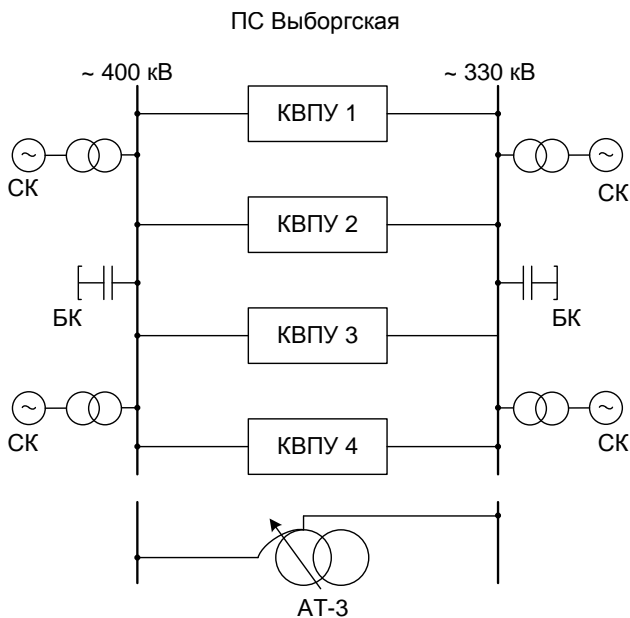 ПС Выборгская
~ 400 кВ
~ 330 кВ
КВПУ 1
~
~
СК
СК
КВПУ 2
БК
БК
КВПУ 3
~
~
СК
СК
КВПУ 4
АТ-3